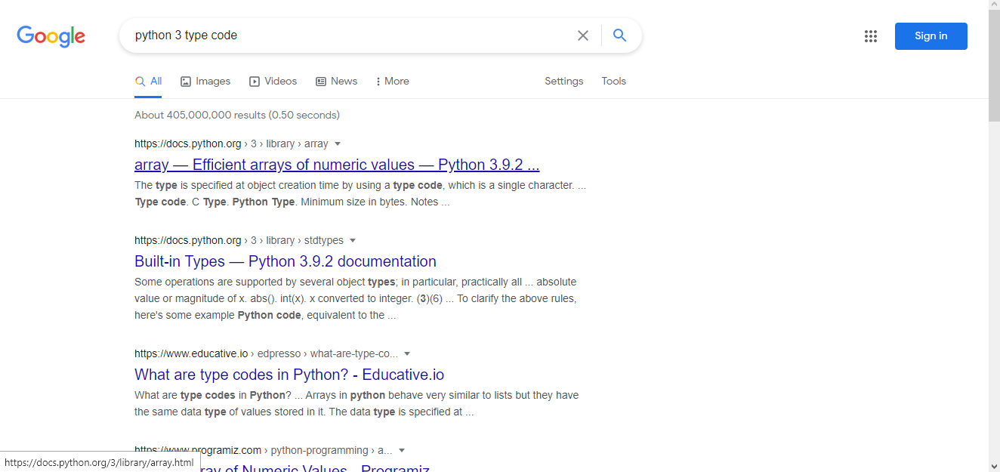 Google
python 3 type code
Sign in
All Images Videos News More Settings Tools
About 405,000,000 results (0.50 seconds)
https://docs.python.org › 3 › library › array
array — Efficient arrays of numeric values — Python 3.9.2 ...
The type is specified at object creation time by using a type code, which is a single character. ...
Type code. C Type. Python Type. Minimum size in bytes. Notes ...
https://docs.python.org › 3 › library › stdtypes
Built-in Types — Python 3.9.2 documentation
Some operations are supported by several object types; in particular, practically all ... absolute
value or magnitude of x. abs(). int(x). x converted to integer. (3)(6) ... To clarify the above rules,
here's some example Python code, equivalent to the ...
https://www.educative.io › edpresso › what-are-type-co...
What are type codes in Python? - Educative.io
What are type codes in Python? ... Arrays in python behave very similar to lists but they have
the same data type of values stored in it. The data type is specified at ...
https://www.programiz.com › python-programming › a...
of Numeric Values - Programiz
https://docs.python.org/3/library/array.html